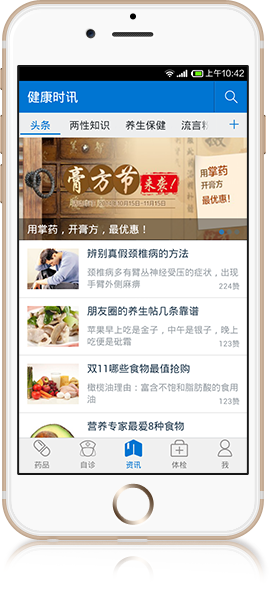 上午10:42
健康时讯
头条 两性知识 养生保健 流言
膏方节
来袭!
10月15日-11月15日
用掌药
开方膏
最优惠!
用掌药,开膏方,最优惠!
辨别真假颈椎病的方法
颈椎病多有臂丛神经受压的症状,出现
手臂外侧麻痹
224赞
朋友圈的养生帖几条靠谱
苹果早上吃是金子,中午是银子,晚上
吃便是砒霜
123赞
双11哪些食物最值抢购
橄榄油理由:富含不饱和脂肪酸的食用
油
123赞
营养专家最爱8种食物
药品 自诊 资讯 体检 我